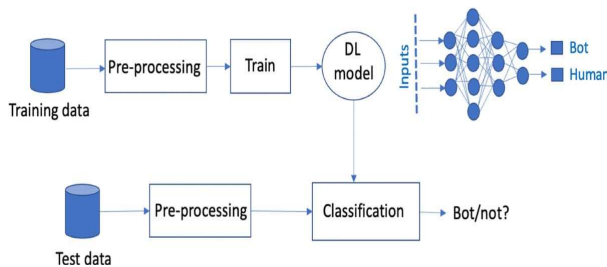 Training data
Pre-processing
Train
DL
model
Inputs
Bot
Human
Test data
Pre-processing
Classification
Bot/not?